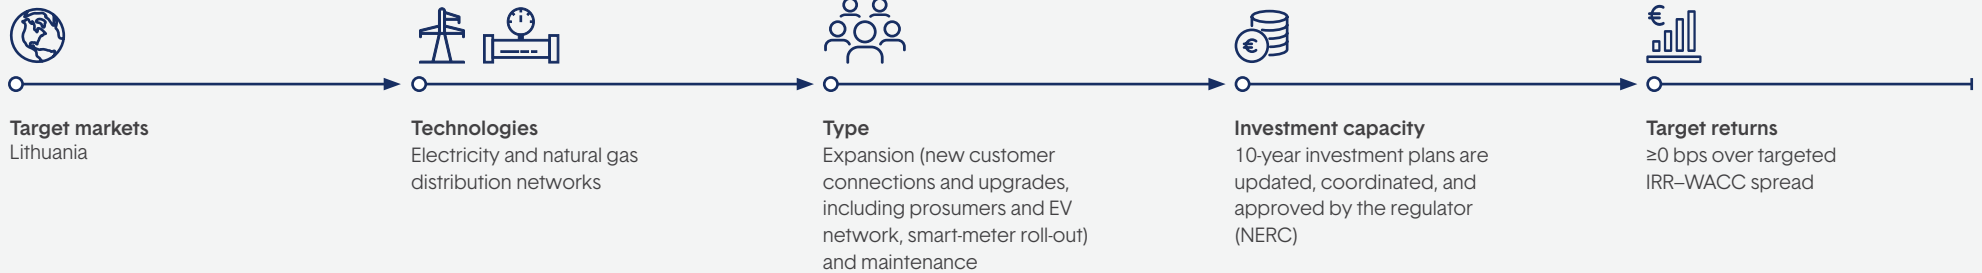 Target markets
Lithuania
Technologies
Electricity and natural gas
distribution networks
Type
Expansion (new customer
connections and upgrades,
including prosumers and EV
network, smart-meter roll-out)
and maintenance
Investment capacity
10-year investment plans are
updated, coordinated, and
approved by the regulator
(NERC)
Target returns
≥0 bps over targeted
IRR–WACC spread